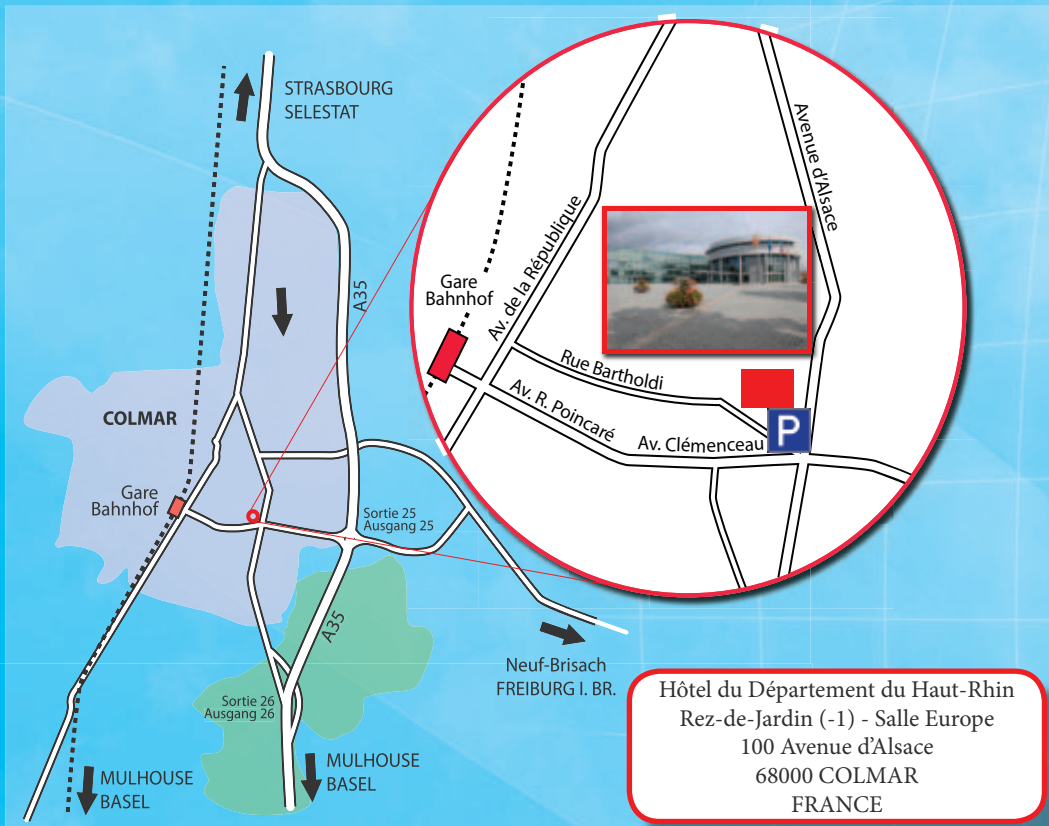 STRASBOURG
SELESTAT
A35
COLMAR
Gare
Bahnhof
Sortie 25
Ausgang 25
A35
Sortie 26
Ausgang 26
Neuf-Brisach
FREIBURG I. BR.
MULHOUSE
BASEL
MULHOUSE
BASEL
Avenue d'Alsace
Av. de la République
Gare
Bahnhof
Rue Bartholdi
Av. R. Poincaré
Av. Clémenceau
P
Hôtel du Département du Haut-Rhin
Rez-de-Jardin (-1) - Salle Europe
100 Avenue d'Alsace
68000 COLMAR
FRANCE